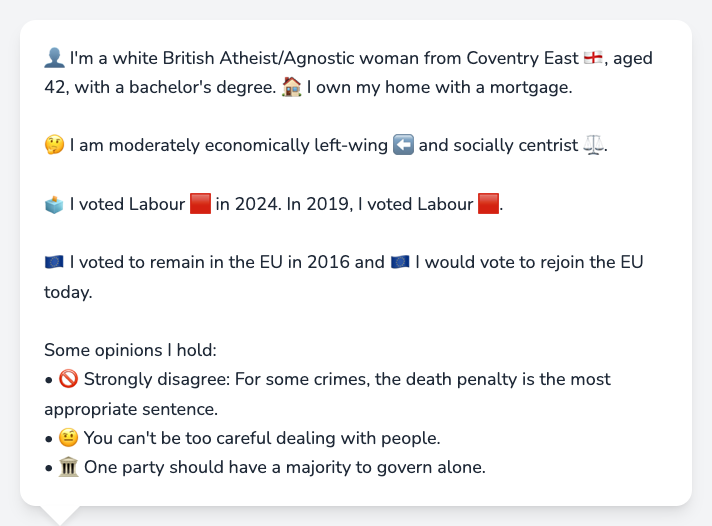 👤 I'm a white British Atheist/Agnostic woman from Coventry East 🏴󠁧󠁢󠁥󠁮󠁧󠁿, aged
42, with a bachelor's degree. 🏠 I own my home with a mortgage.
🤔 I am moderately economically left-wing ⬅️ and socially centrist ⚖️.
🗳️ I voted Labour 🟥 in 2024. In 2019, I voted Labour 🟥.
🇪🇺 I voted to remain in the EU in 2016 and 🇪🇺 I would vote to rejoin the EU
today.
Some opinions I hold:
• 🚫 Strongly disagree: For some crimes, the death penalty is the most
appropriate sentence.
• 🤨 You can't be too careful dealing with people.
• 🏛️ One party should have a majority to govern alone.